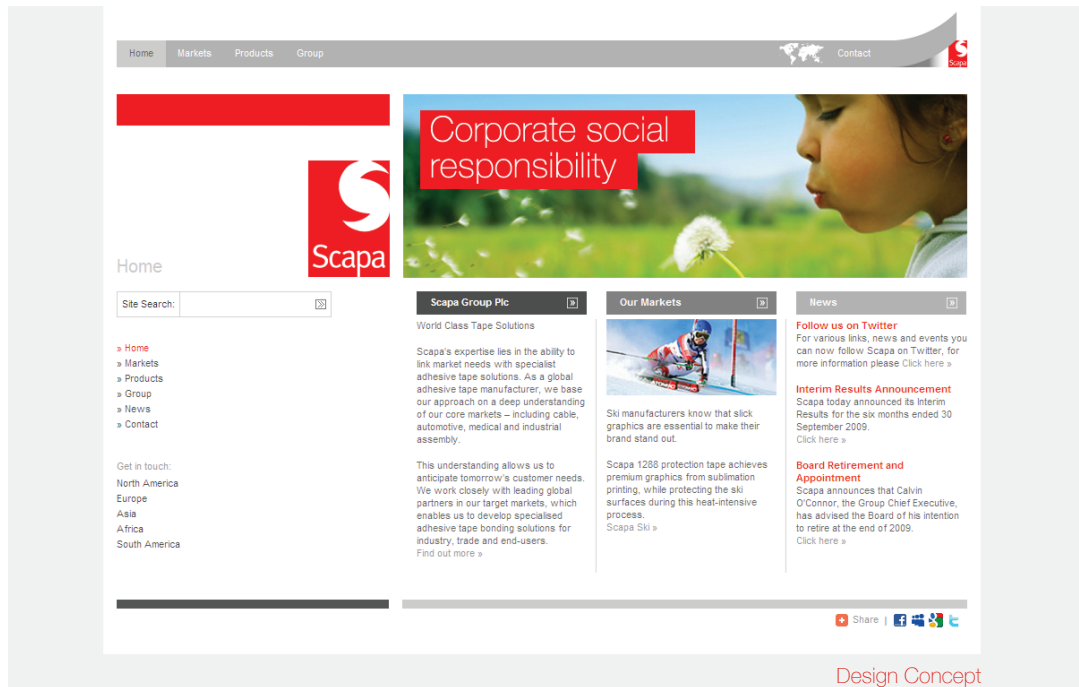 Home Markets Products Group Contact
Scapa
Corporate social
responsibility
Scapa
Home
Site Search:
» Home
» Markets
» Products
» Group
» News
» Contact
Get in touch:
North America
Europe
Asia
Africa
South America
Scapa Group Plc
World Class Tape Solutions
Scapa's expertise lies in the ability to
link market needs with specialist
adhesive tape solutions. As a global
adhesive tape manufacturer, we base
our approach on a deep understanding
of our core markets – including cable,
automotive, medical and industrial
assembly.
This understanding allows us to
anticipate tomorrow's customer needs.
We work closely with leading global
partners in our target markets, which
enables us to develop specialised
adhesive tape bonding solutions for
industry, trade and end-users.
Find out more »
Our Markets
Ski manufacturers know that slick
graphics are essential to make their
brand stand out.
Scapa 1288 protection tape achieves
premium graphics from sublimation
printing, while protecting the ski
surfaces during this heat-intensive
process.
Scapa Ski »
News
Follow us on Twitter
For various links, news and events you
can now follow Scapa on Twitter, for
more information please Click here »
Interim Results Announcement
Scapa today announced its Interim
Results for the six months ended 30
September 2009.
Click here »
Board Retirement and
Appointment
Scapa announces that Calvin
O'Connor, the Group Chief Executive,
has advised the Board of his intention
to retire at the end of 2009.
Click here »
Share |
Design Concept